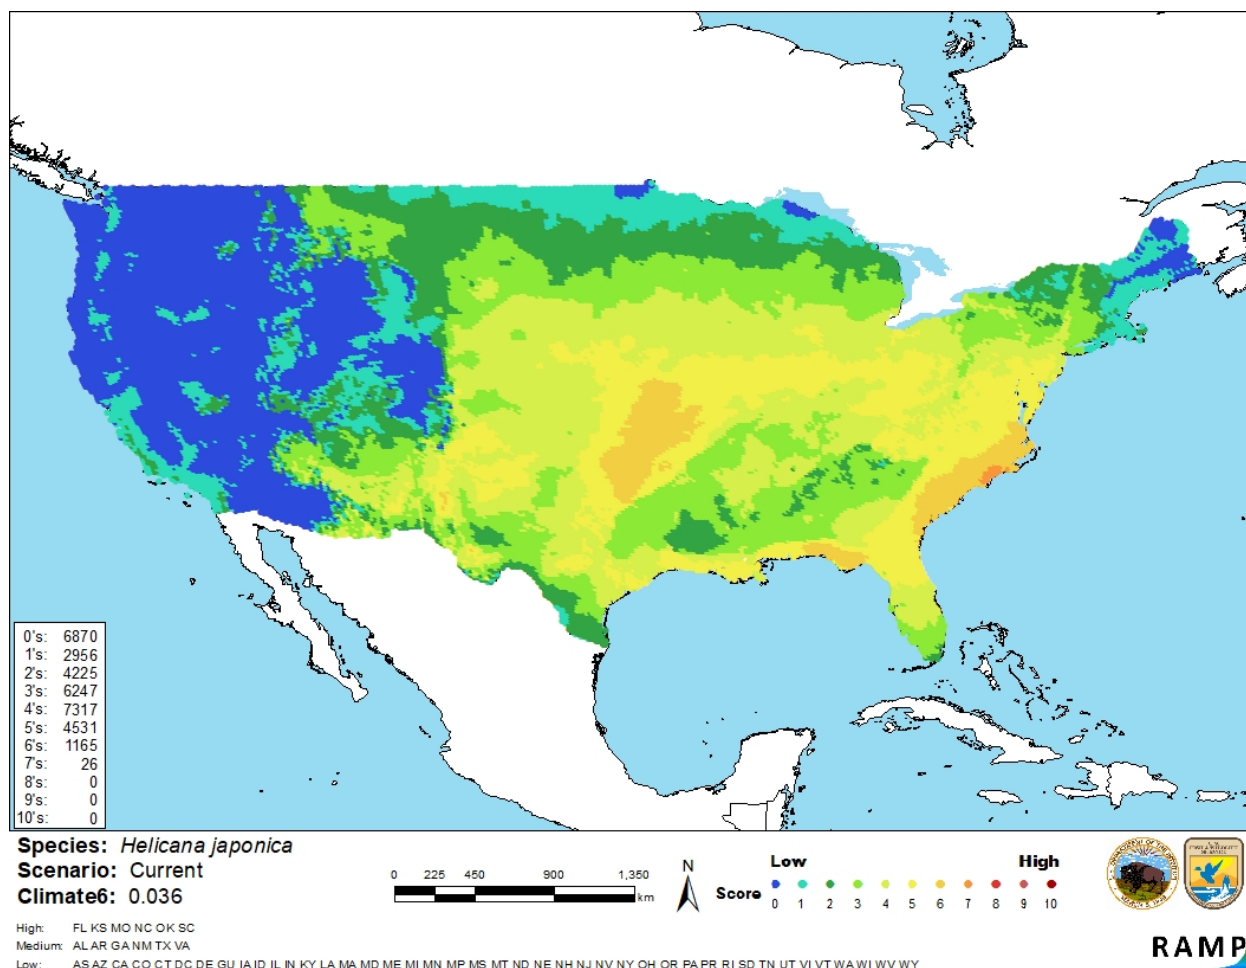 0's: 6870
1's: 2956
2's: 4225
3's: 6247
4's: 7317
5's: 4531
6's: 1165
7's: 26
8's: 0
9's: 0
10's: 0
Species: Helicana japonica
Scenario: Current
Climate6: 0.036
0 225 450 900 1,350
km
N
Low High
Score
0 1 2 3 4 5 6 7 8 9 10
High: FL KS MO NC OK SC
Medium: AL AR GA NM TX VA
Low: AS AZ CA CO CT DC DE GU IA ID IL IN KY LA MA MD ME MI MN MP MS MT ND NE NH NJ NV NY OH OR PA PR RI SD TN UT VI VT WA WI WV WY
RAMP